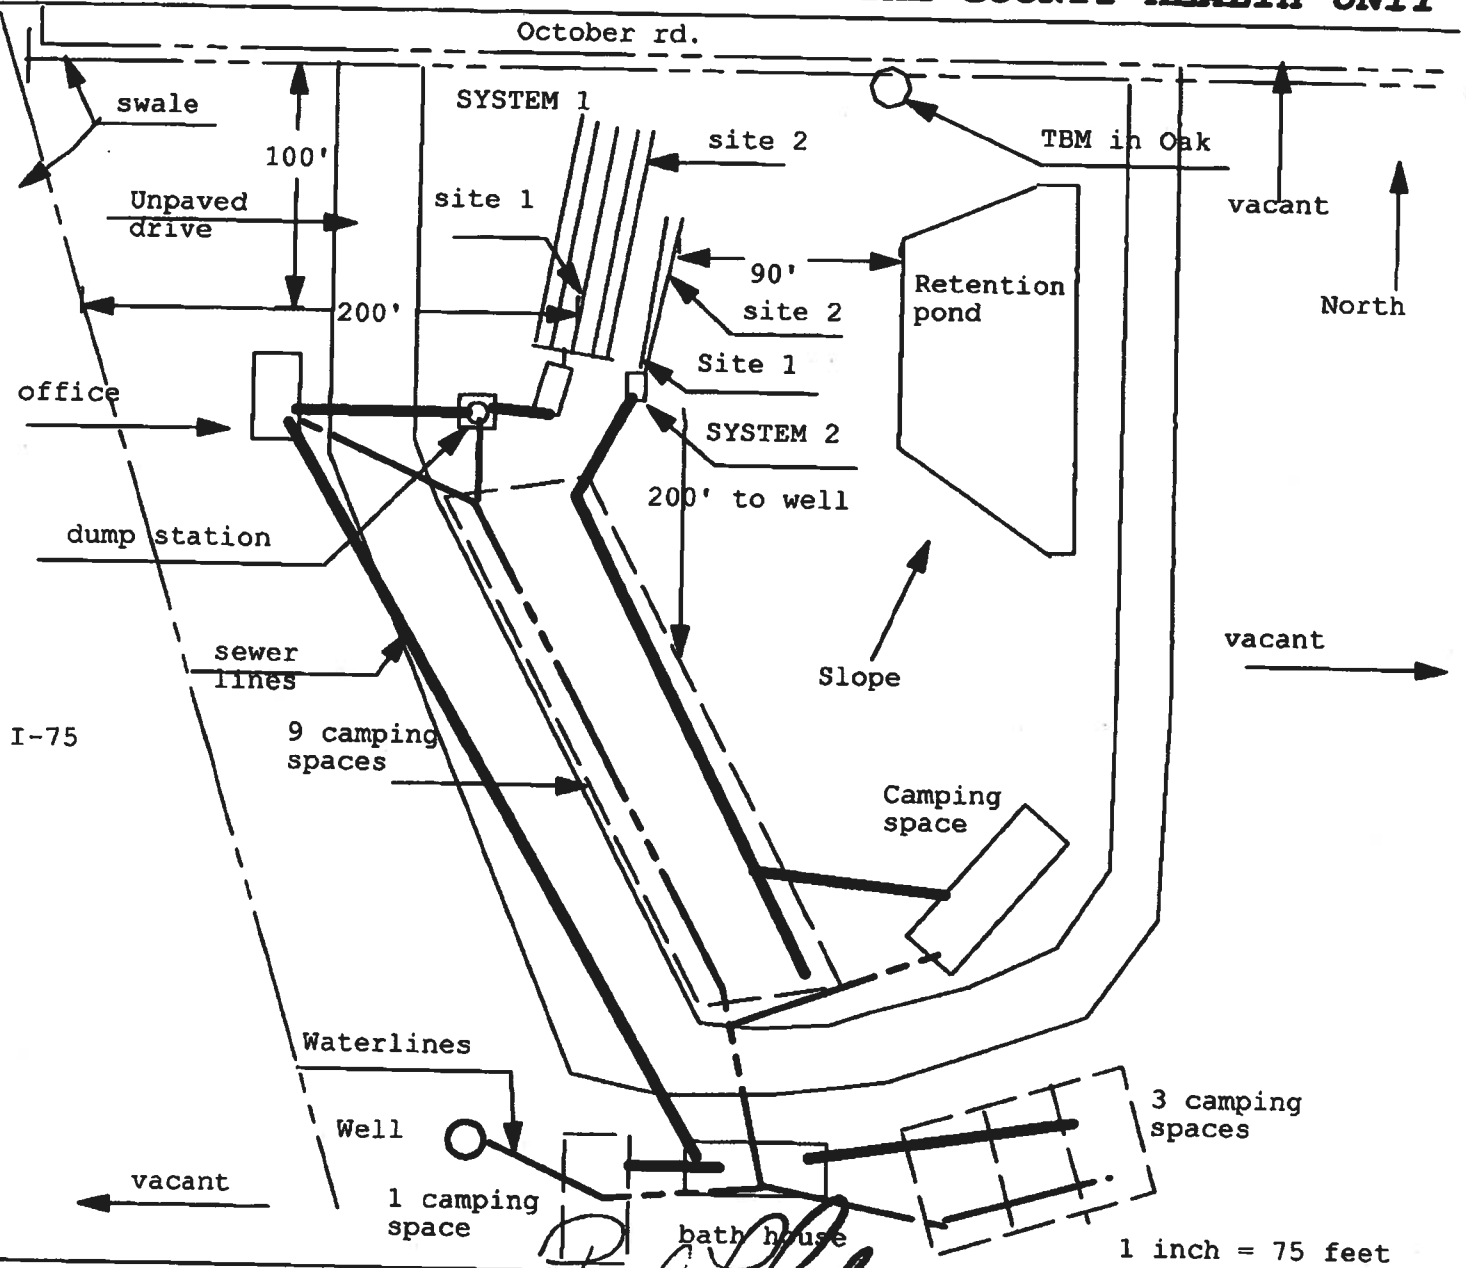 COUNTY HEALTH UNIT
October rd.
swale
SYSTEM 1
100'
site 2
TBM in Oak
Unpaved
drive
site 1
vacant
90'
Retention
pond
200'
site 2
North
Site 1
office
SYSTEM 2
200' to well
dump station
sewer
lines
Slope
vacant
I-75
9 camping
spaces
Camping
space
Waterlines
Well
3 camping
spaces
vacant
1 camping
space
bath house
1 inch = 75 feet